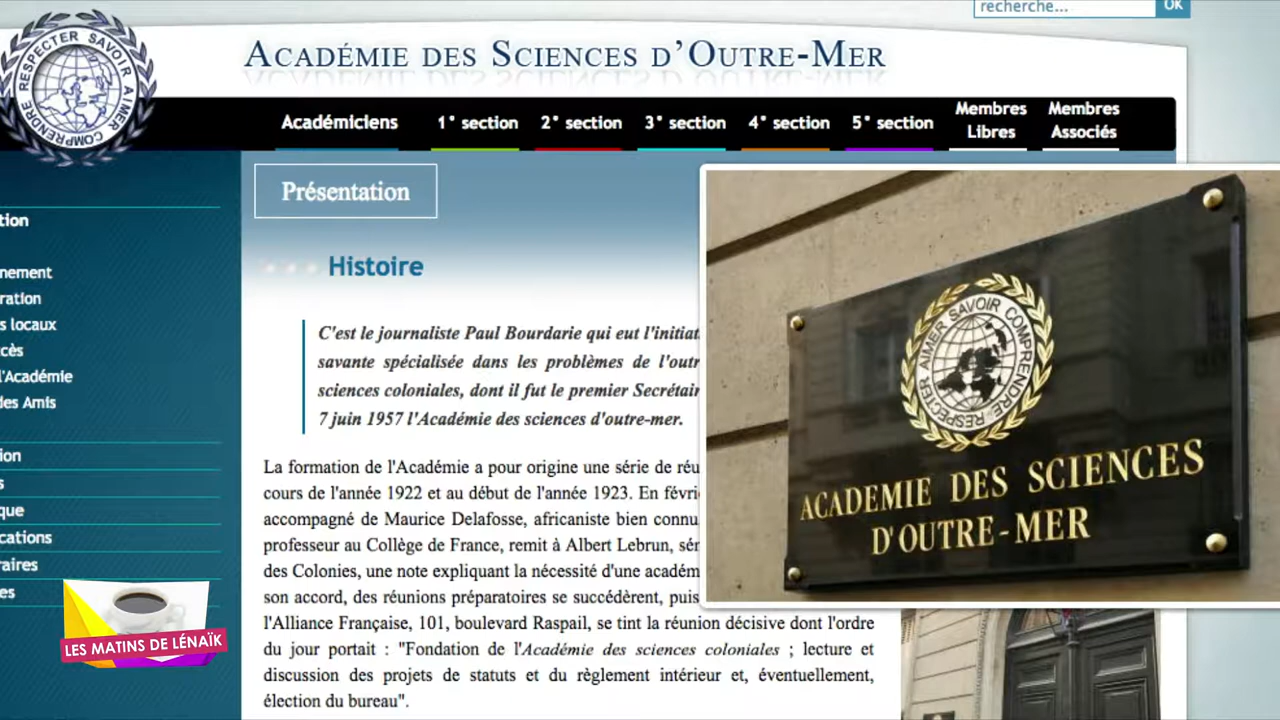 recherche...
OK
RESPECTER SAVOIR AIMER COMPRENDRE
ACADÉMIE DES SCIENCES D'OUTRE-MER
Académiciens
1° section
2° section
3° section
4° section
5° section
Membres
Libres
Membres
Associés
tion
nement
ration
s locaux
cès
l'Académie
des Amis
ion
s
que
cations
raires
es
Présentation
Histoire
C'est le journaliste Paul Bourdarie qui eut l'initiat
savante spécialisée dans les problèmes de l'outr
sciences coloniales, dont il fut le premier Secrétair
7 juin 1957 l'Académie des sciences d'outre-mer.
La formation de l'Académie a pour origine une série de réu
cours de l'année 1922 et au début de l'année 1923. En févri
accompagné de Maurice Delafosse, africaniste bien connu
professeur au Collège de France, remit à Albert Lebrun, sér
des Colonies, une note expliquant la nécessité d'une académ
son accord, des réunions préparatoires se succédèrent, puis
l'Alliance Française, 101, boulevard Raspail, se tint la réunion décisive dont l'ordre
du jour portait : "Fondation de l'Académie des sciences coloniales ; lecture et
discussion des projets de statuts et du règlement intérieur et, éventuellement,
élection du bureau".
RESPECTER AIMER SAVOIR COMPRENDRE
ACADEMIE DES SCIENCES
D'OUTRE-MER
LES MATINS DE LÉNAÏK